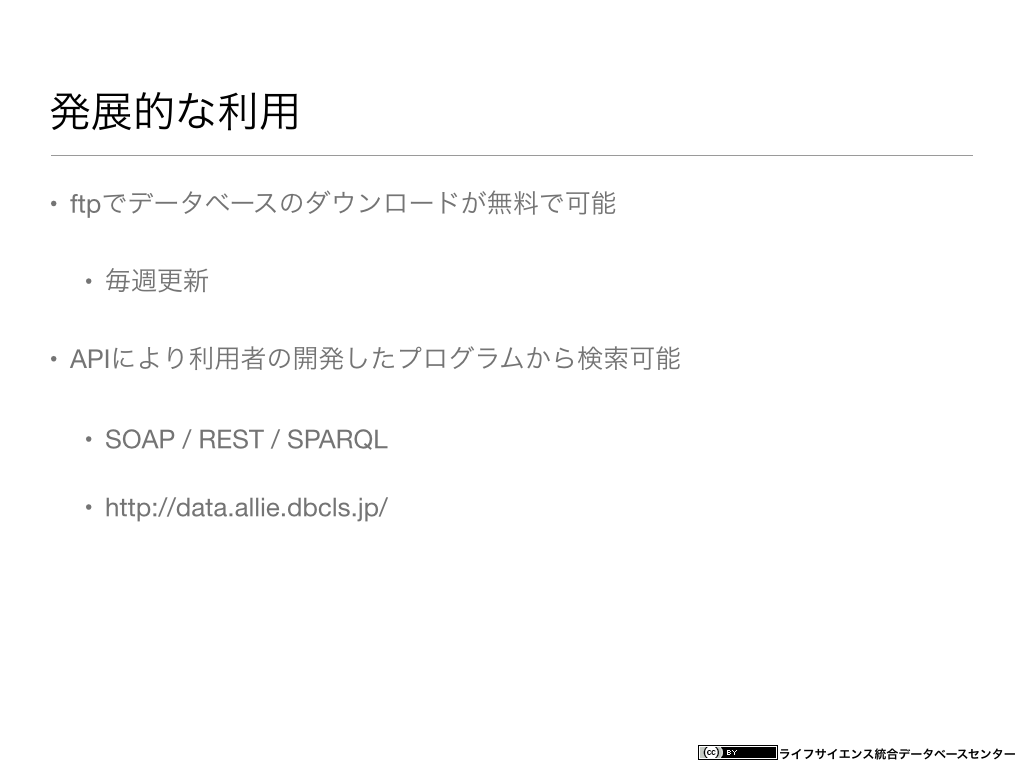 発展的な利用
• ftpでデータベースのダウンロードが無料で可能
• 毎週更新
• APIにより利用者の開発したプログラムから検索可能
• SOAP / REST / SPARQL
• http://data.allie.dbcls.jp/
cc BY ライフサイエンス統合データベースセンター